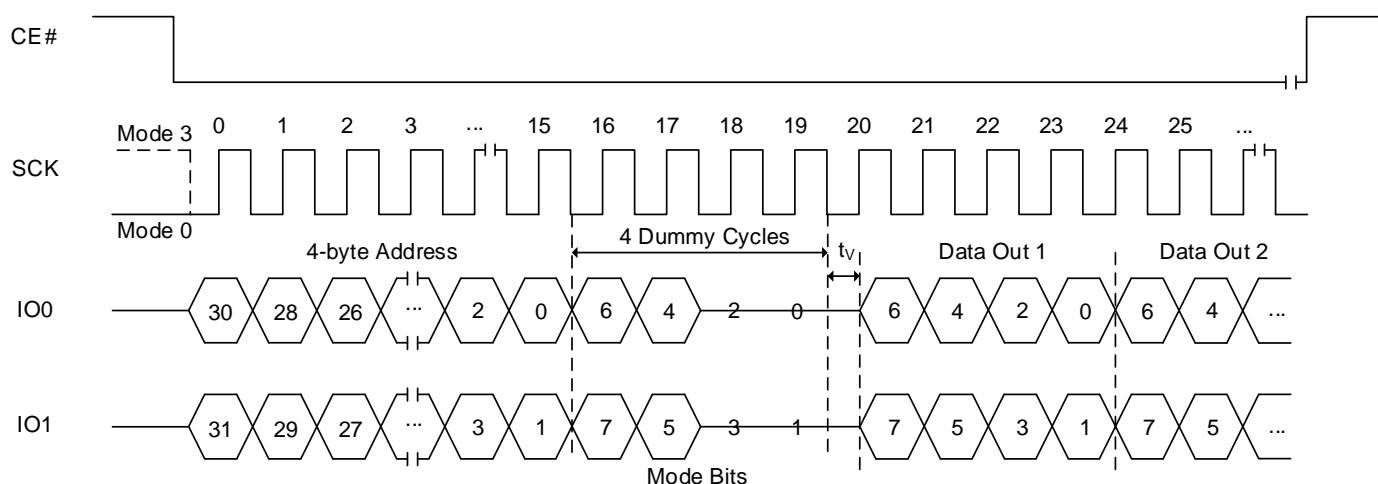 CE#
0 1 2 3 ... 15 16 17 18 19 20 21 22 23 24 25 ...
Mode 3
SCK
Mode 0
4-byte Address 4 Dummy Cycles tV Data Out 1 Data Out 2
IO0 30 28 26 ... 2 0 6 4 2 0 6 4 2 0 6 4 ...
IO1 31 29 27 ... 3 1 7 5 3 1 7 5 3 1 7 5 ...
Mode Bits